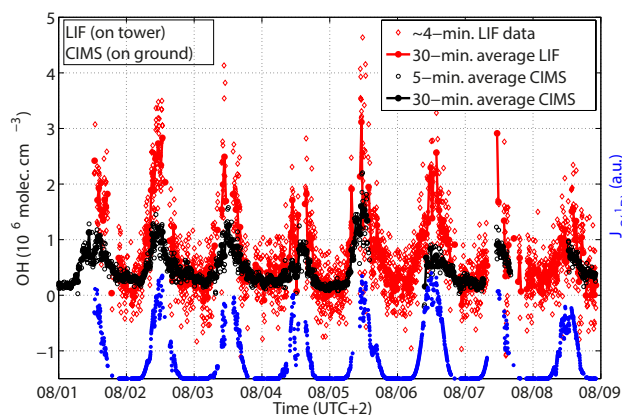 LIF (on tower)
CIMS (on ground)
~4−min. LIF data
30−min. average LIF
5−min. average CIMS
30−min. average CIMS
OH (10⁶ molec. cm⁻³)
5
4
3
2
1
0
−1
(a.u.)
08/01 08/02 08/03 08/04 08/05 08/06 08/07 08/08 08/09
Time (UTC+2)